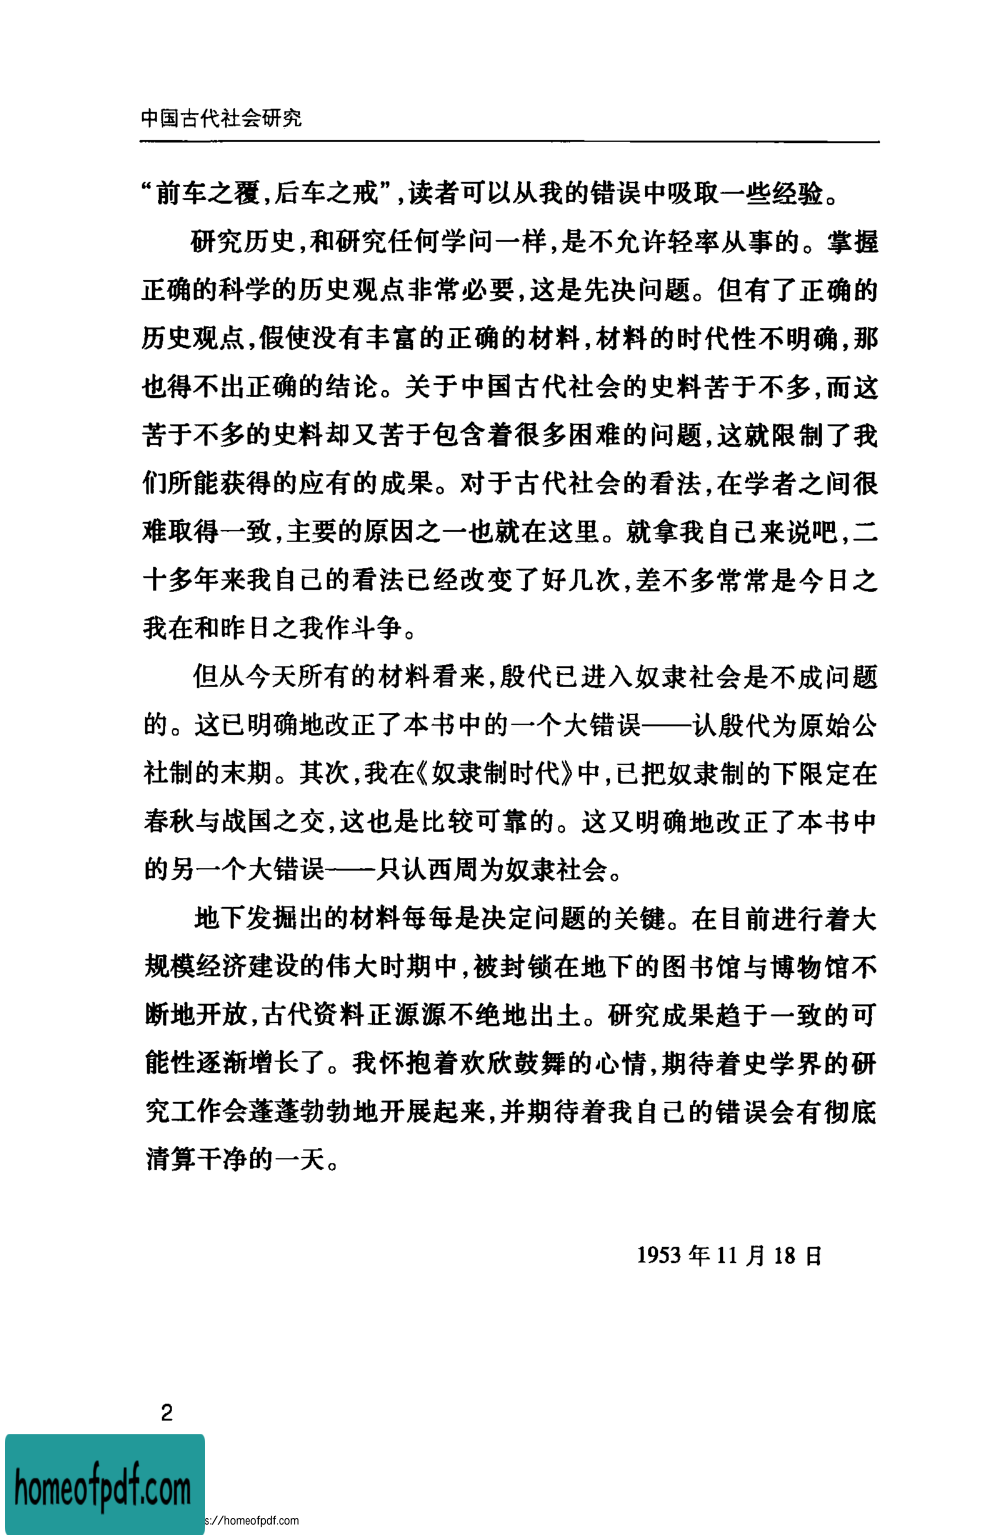 中国古代社会研究
“前车之覆,后车之戒”,读者可以从我的错误中吸取一些经验。
研究历史,和研究任何学问一样,是不允许轻率从事的。掌握
正确的科学的历史观点非常必要,这是先决问题。但有了正确的
历史观点,假使没有丰富的正确的材料,材料的时代性不明确,那
也得不出正确的结论。关于中国古代社会的史料苦于不多,而这
苦于不多的史料却又苦于包含着很多困难的问题,这就限制了我
们所能获得的应有的成果。对于古代社会的看法,在学者之间很
难取得一致,主要的原因之一也就在这里。就拿我自己来说吧,二
十多年来我自己的看法已经改变了好几次,差不多常常是今日之
我在和昨日之我作斗争。
但从今天所有的材料看来,殷代已进入奴隶社会是不成问题
的。这已明确地改正了本书中的一个大错误——认殷代为原始公
社制的末期。其次,我在《奴隶制时代》中,已把奴隶制的下限定在
春秋与战国之交,这也是比较可靠的。这又明确地改正了本书中
的另一个大错误——只认西周为奴隶社会。
地下发掘出的材料每每是决定问题的关键。在目前进行着大
规模经济建设的伟大时期中,被封锁在地下的图书馆与博物馆不
断地开放,古代资料正源源不绝地出土。研究成果趋于一致的可
能性逐渐增长了。我怀抱着欢欣鼓舞的心情,期待着史学界的研
究工作会蓬蓬勃勃地开展起来,并期待着我自己的错误会有彻底
清算干净的一天。
1953 年 11 月 18 日
2
homeofpdf.com
s://homeofpdf.com